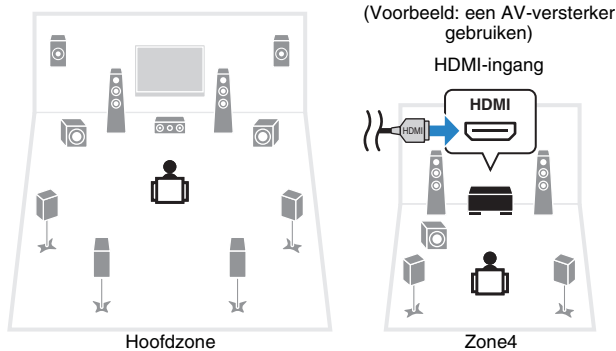 (Voorbeeld: een AV-versterker
gebruiken)
HDMI-ingang
HDMI
HDMI
Hoofdzone
Zone4